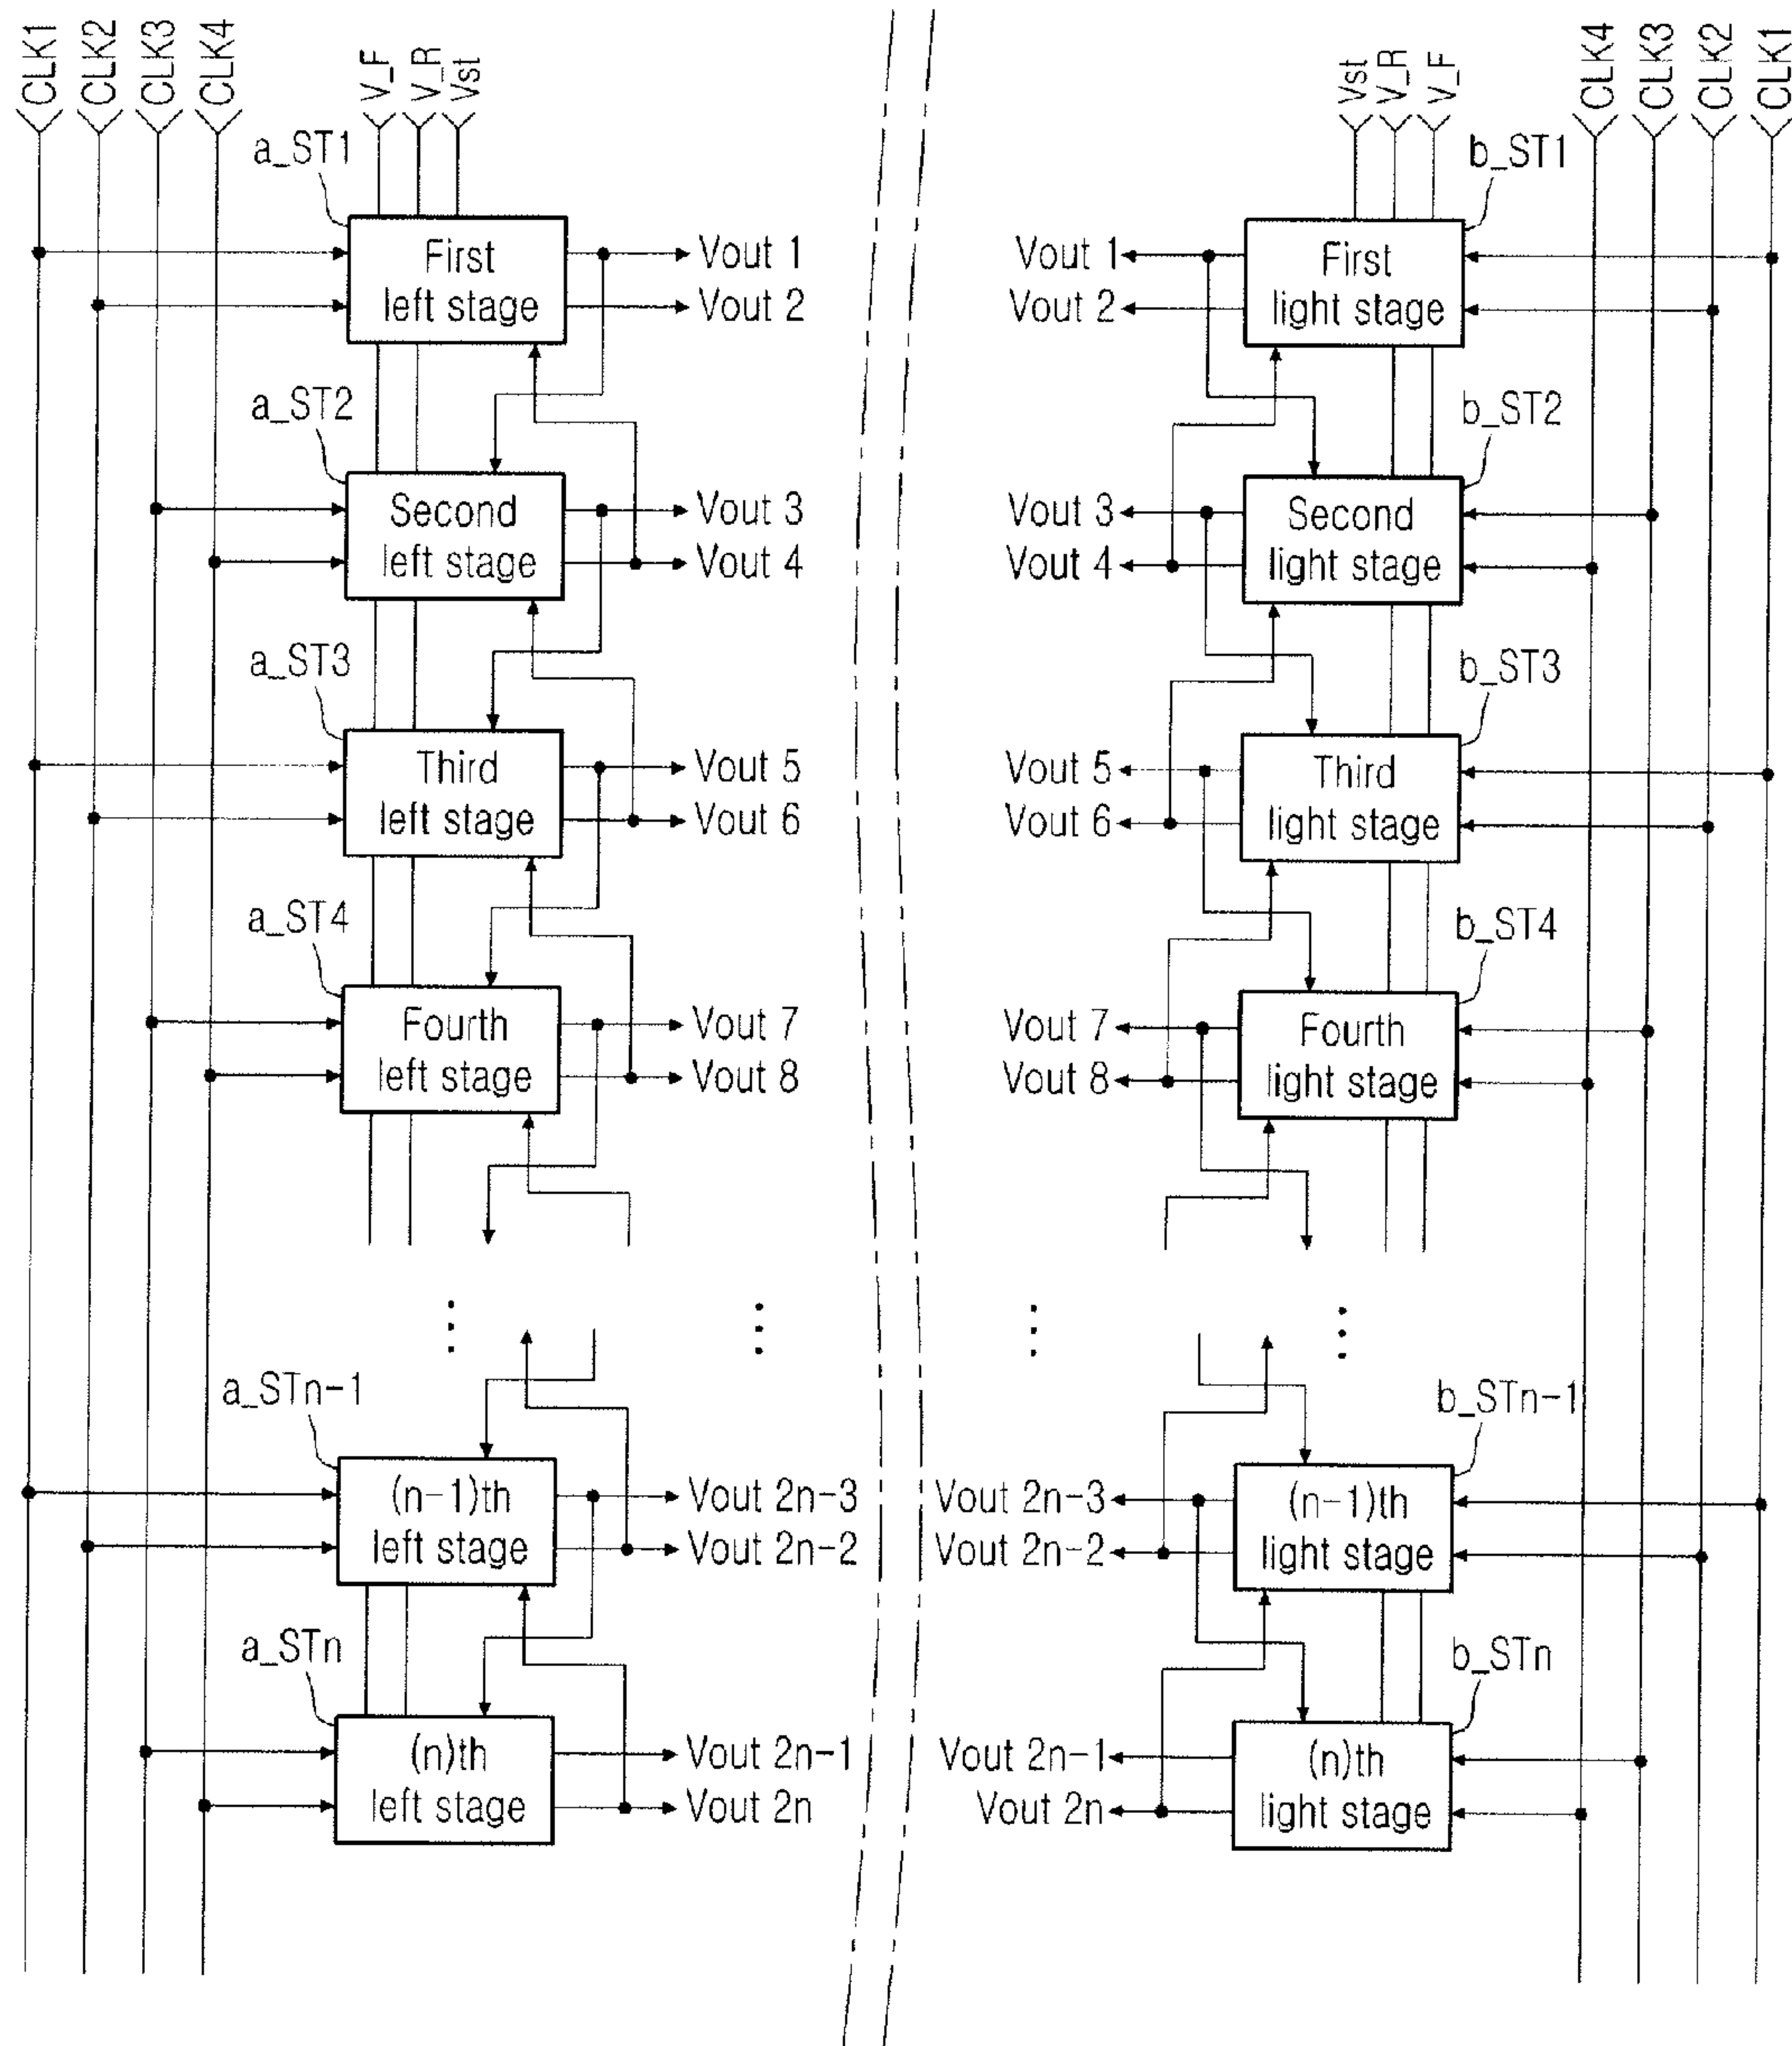 CLK1
CLK2
CLK3
CLK4
V_F
V_R
Vst
Vst
V_R
V_F
CLK4
CLK3
CLK2
CLK1
a_ST1
First
left stage
Vout 1
Vout 2
Vout 1
Vout 2
First
light stage
b_ST1
a_ST2
Second
left stage
Vout 3
Vout 4
Vout 3
Vout 4
Second
light stage
b_ST2
a_ST3
Third
left stage
Vout 5
Vout 6
Vout 5
Vout 6
Third
light stage
b_ST3
a_ST4
Fourth
left stage
Vout 7
Vout 8
Vout 7
Vout 8
Fourth
light stage
b_ST4
a_STn-1
(n-1)th
left stage
Vout 2n-3
Vout 2n-2
Vout 2n-3
Vout 2n-2
(n-1)th
light stage
b_STn-1
a_STn
(n)th
left stage
Vout 2n-1
Vout 2n
Vout 2n-1
Vout 2n
(n)th
light stage
b_STn